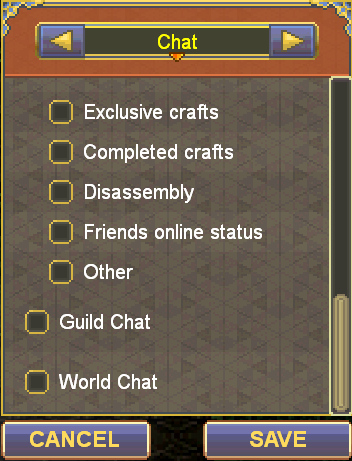 Chat
Exclusive crafts
Completed crafts
Disassembly
Friends online status
Other
Guild Chat
World Chat
CANCEL SAVE